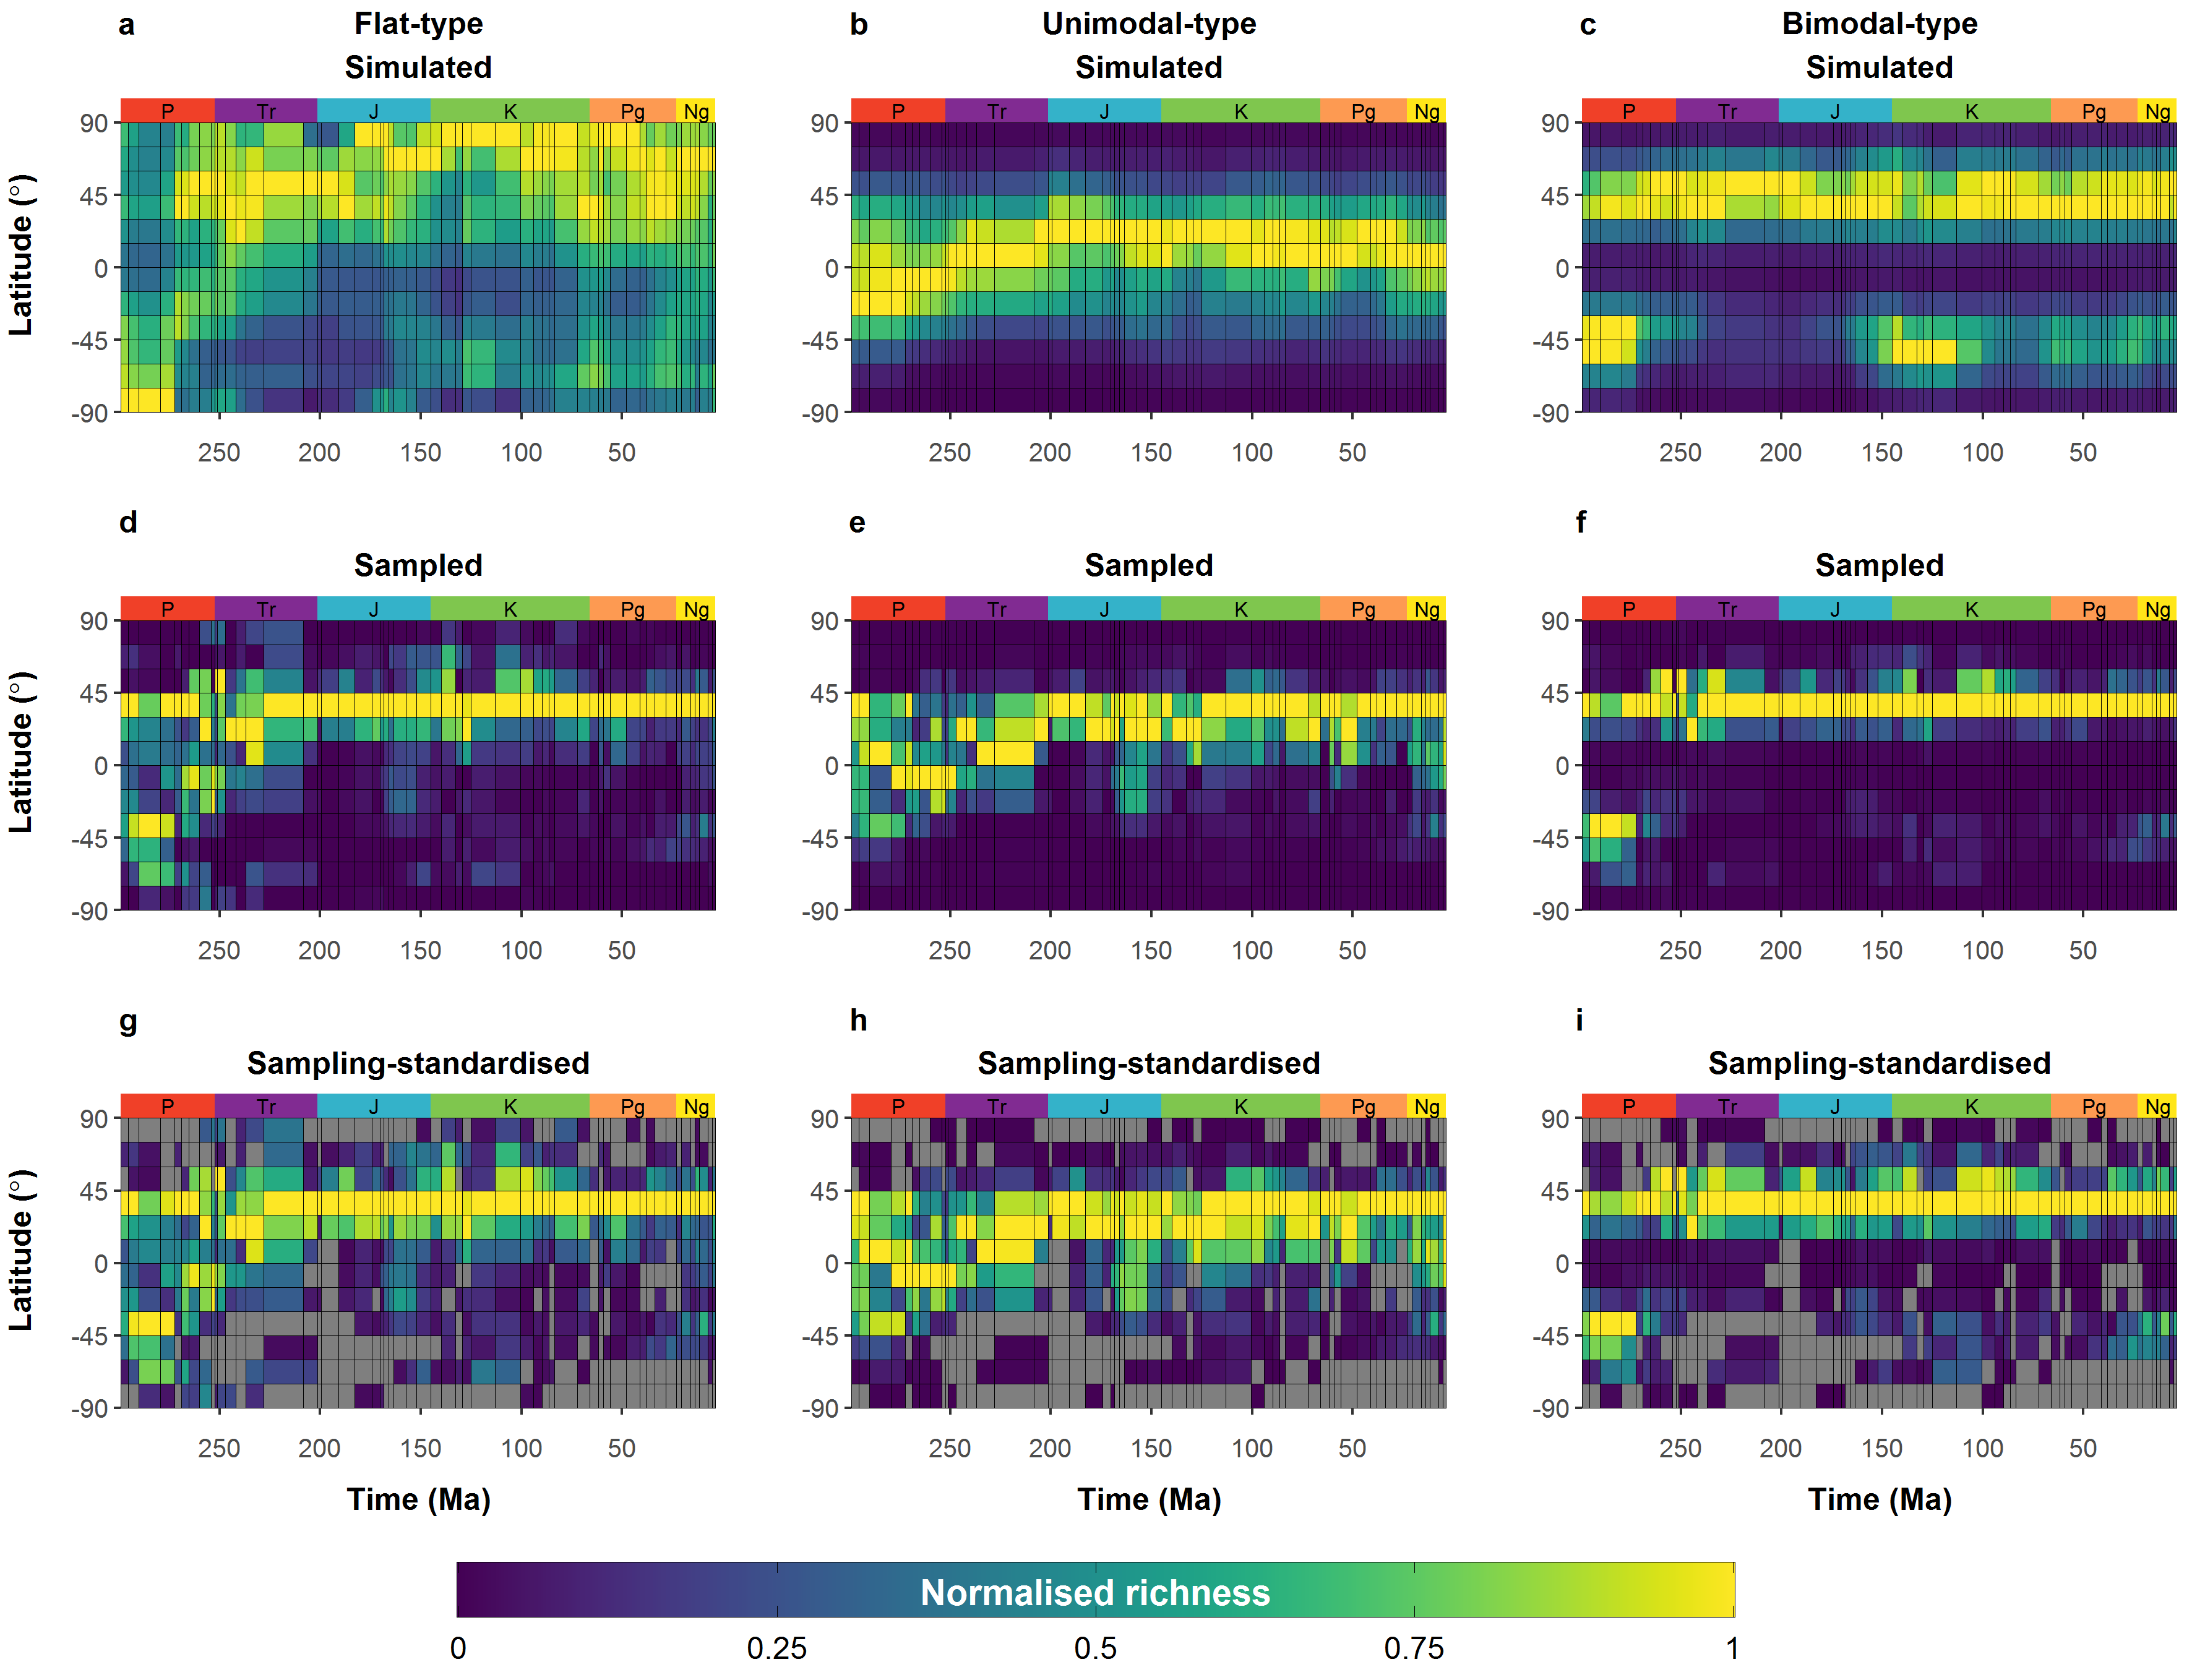 a Flat-type b Unimodal-type c Bimodal-type
Simulated Simulated Simulated
P Tr J K Pg Ng P Tr J K Pg Ng P Tr J K Pg Ng
90 90 90
45 45 45
Latitude (°) 0 0 0
-45 -45 -45
-90 -90 -90
250 200 150 100 50 250 200 150 100 50 250 200 150 100 50
d e f
Sampled Sampled Sampled
P Tr J K Pg Ng P Tr J K Pg Ng P Tr J K Pg Ng
90 90 90
45 45 45
Latitude (°) 0 0 0
-45 -45 -45
-90 -90 -90
250 200 150 100 50 250 200 150 100 50 250 200 150 100 50
g h i
Sampling-standardised Sampling-standardised Sampling-standardised
P Tr J K Pg Ng P Tr J K Pg Ng P Tr J K Pg Ng
90 90 90
45 45 45
Latitude (°) 0 0 0
-45 -45 -45
-90 -90 -90
250 200 150 100 50 250 200 150 100 50 250 200 150 100 50
Time (Ma) Time (Ma) Time (Ma)
Normalised richness
0 0.25 0.5 0.75 1